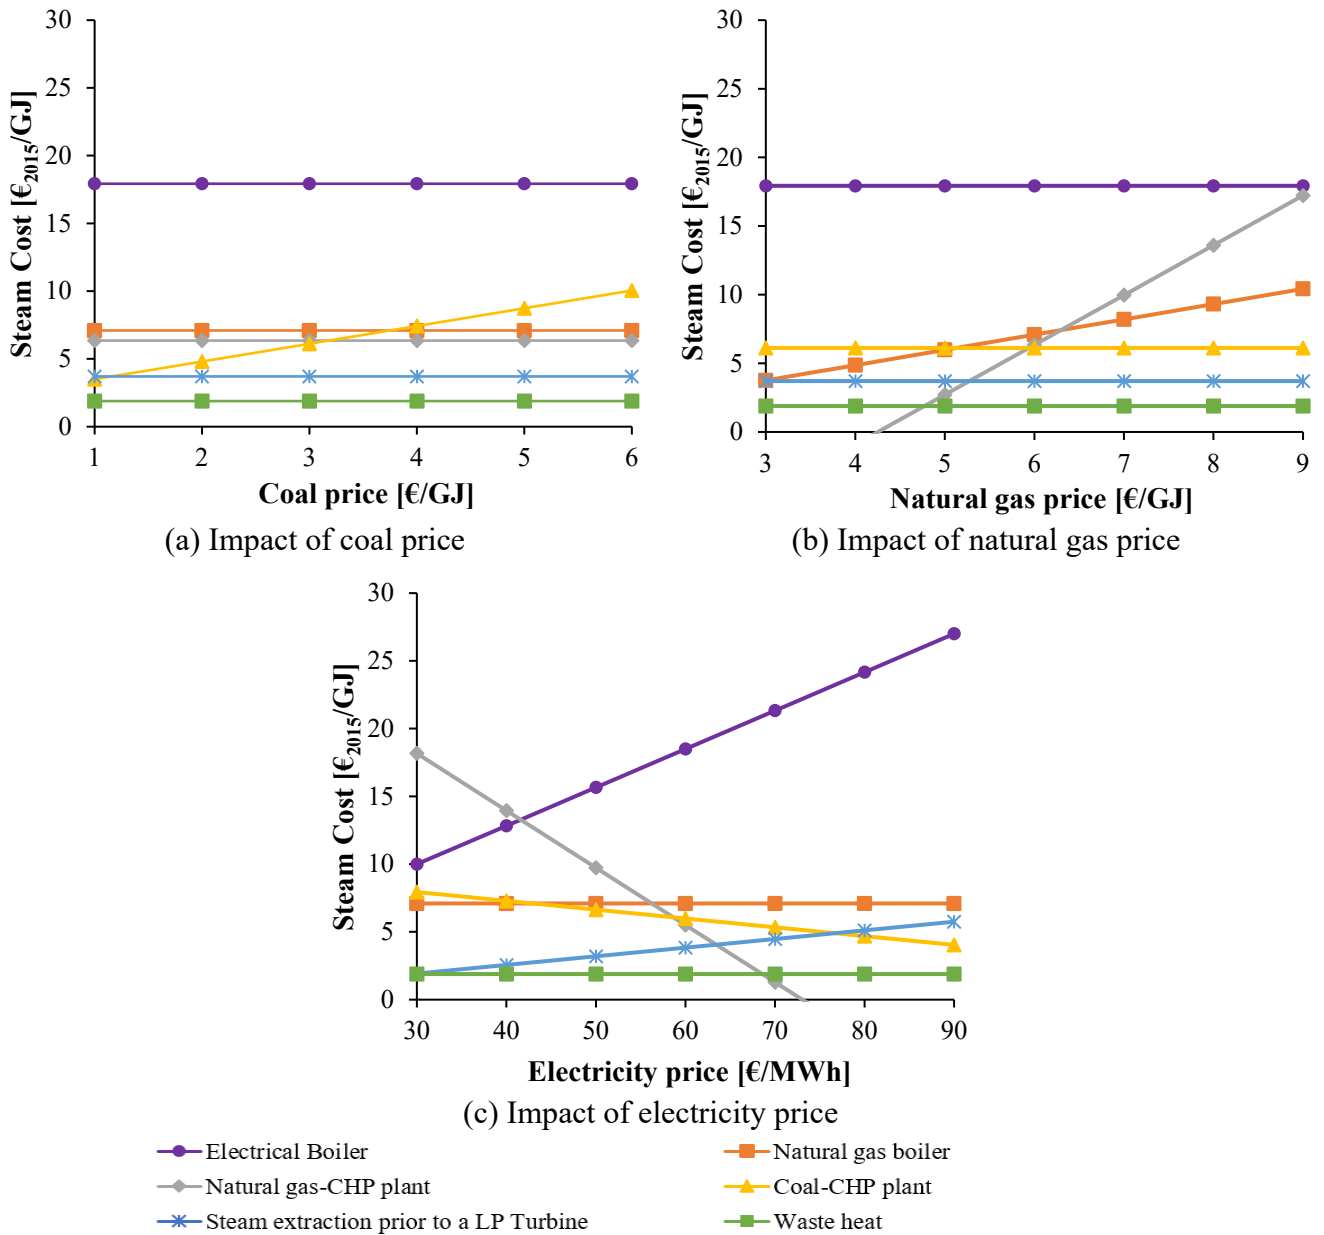 30
25
20
15
10
5
0
Steam Cost [€2015/GJ]
1 2 3 4 5 6
Coal price [€/GJ]
(a) Impact of coal price
30
25
20
15
10
5
0
Steam Cost [€2015/GJ]
3 4 5 6 7 8 9
Natural gas price [€/GJ]
(b) Impact of natural gas price
30
25
20
15
10
5
0
Steam Cost [€2015/GJ]
30 40 50 60 70 80 90
Electricity price [€/MWh]
(c) Impact of electricity price
Electrical Boiler
Natural gas boiler
Natural gas-CHP plant
Coal-CHP plant
Steam extraction prior to a LP Turbine
Waste heat